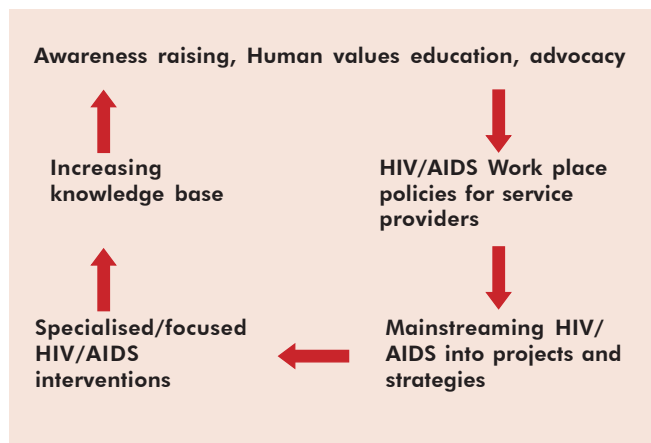 Awareness raising, Human values education, advocacy
Increasing
knowledge base
HIV/AIDS Work place
policies for service
providers
Specialised/focused
HIV/AIDS
interventions
Mainstreaming HIV/
AIDS into projects and
strategies